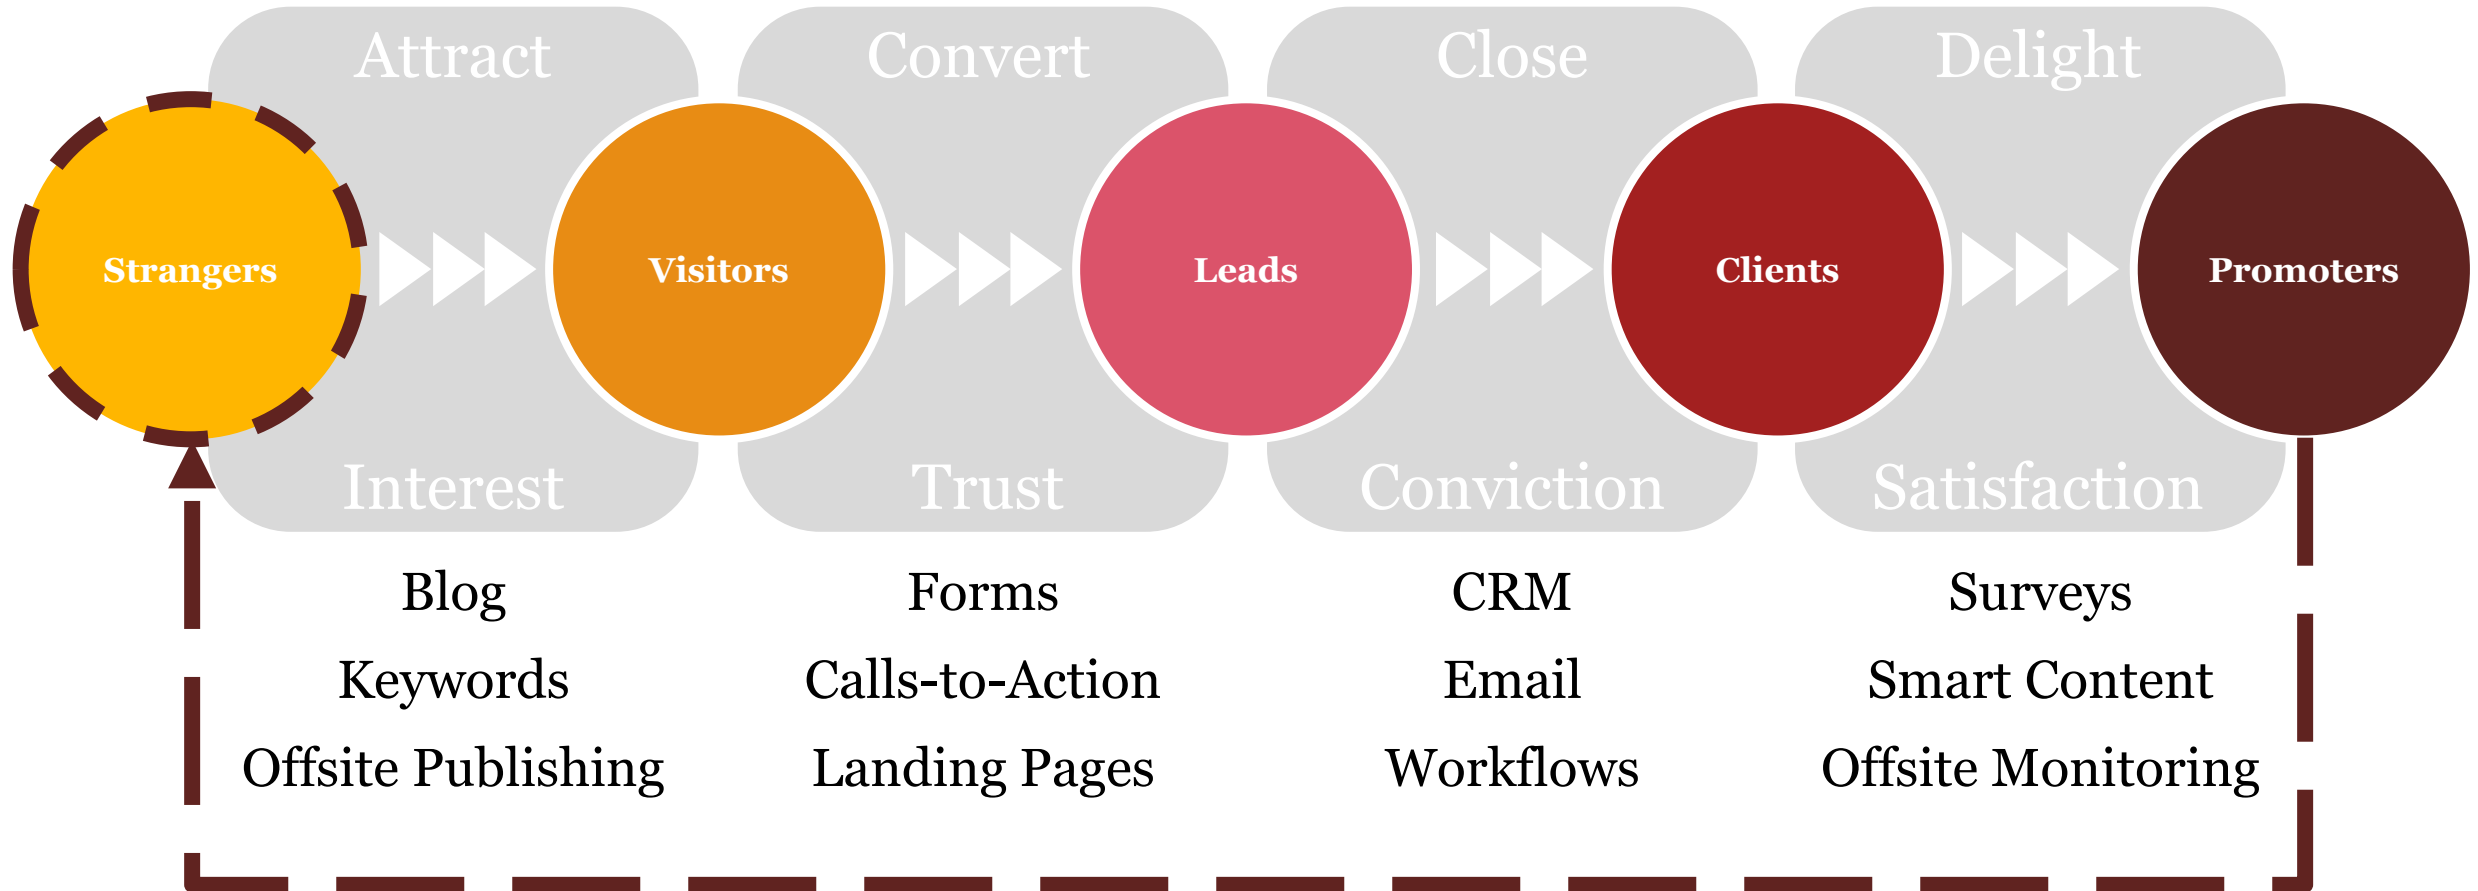 Attract
Convert
Close
Delight
Strangers
Visitors
Leads
Clients
Promoters
Interest
Trust
Conviction
Satisfaction
Blog
Keywords
Offsite Publishing
Forms
Calls-to-Action
Landing Pages
CRM
Email
Workflows
Surveys
Smart Content
Offsite Monitoring